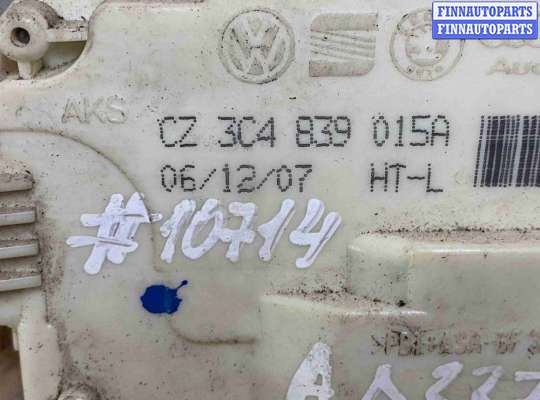 FINNAUTOPARTS
FINNAUTOPARTS
AKS
CZ 3C4 839 015A
06/12/07 HT-L
#10714